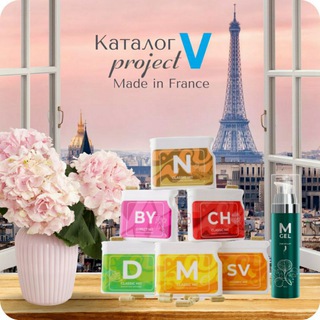 Каталог
project V
Made in France
N
BY
CH
D
M
SV
M
GEL